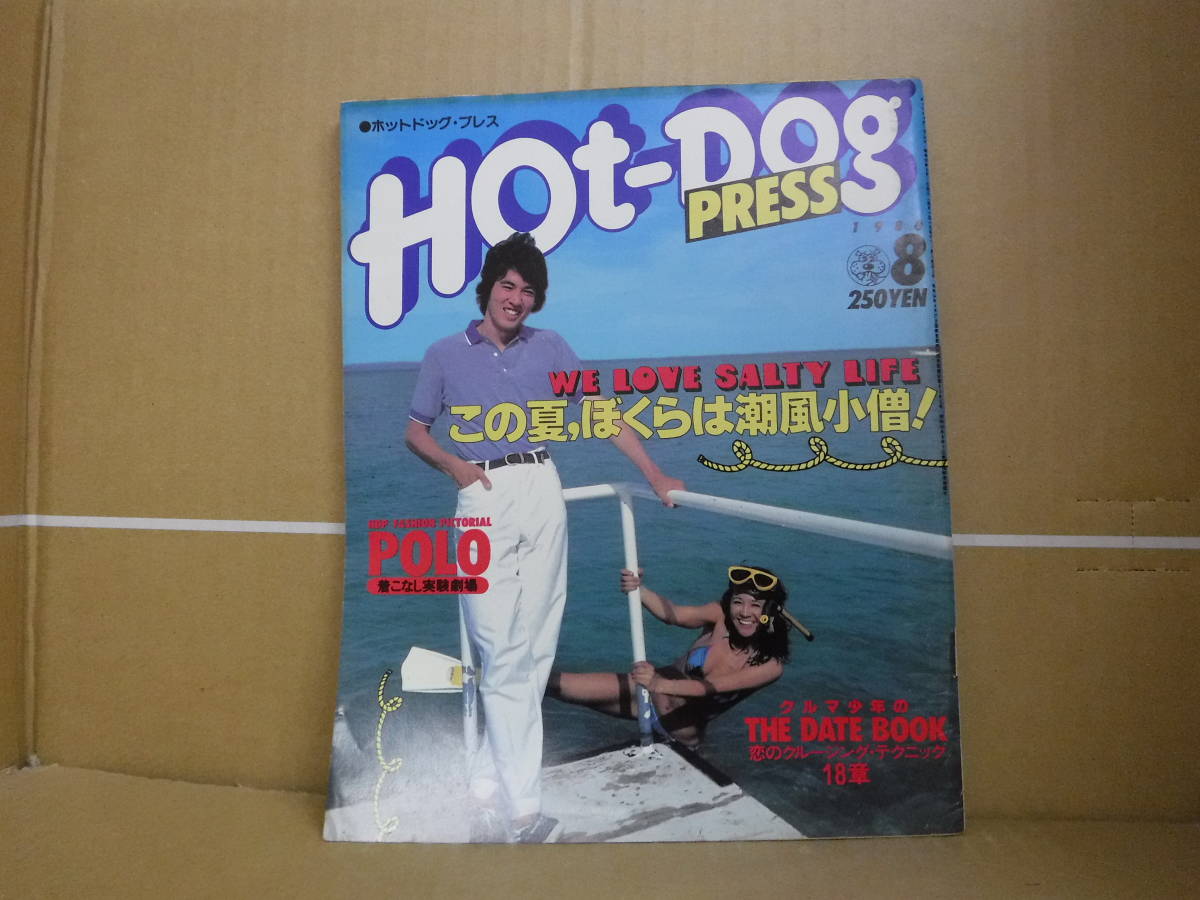 ●ホットドッグ・プレス
HOt-DOg
PRESS
8
250YEN
WE LOVE SALTY LIFE
この夏,ぼくらは潮風小僧!
HDP FASHION PICTORIAL
POLO
着こなし実験劇場
クルマ少年の
THE DATE BOOK
恋のクルージング・テクニック
18章